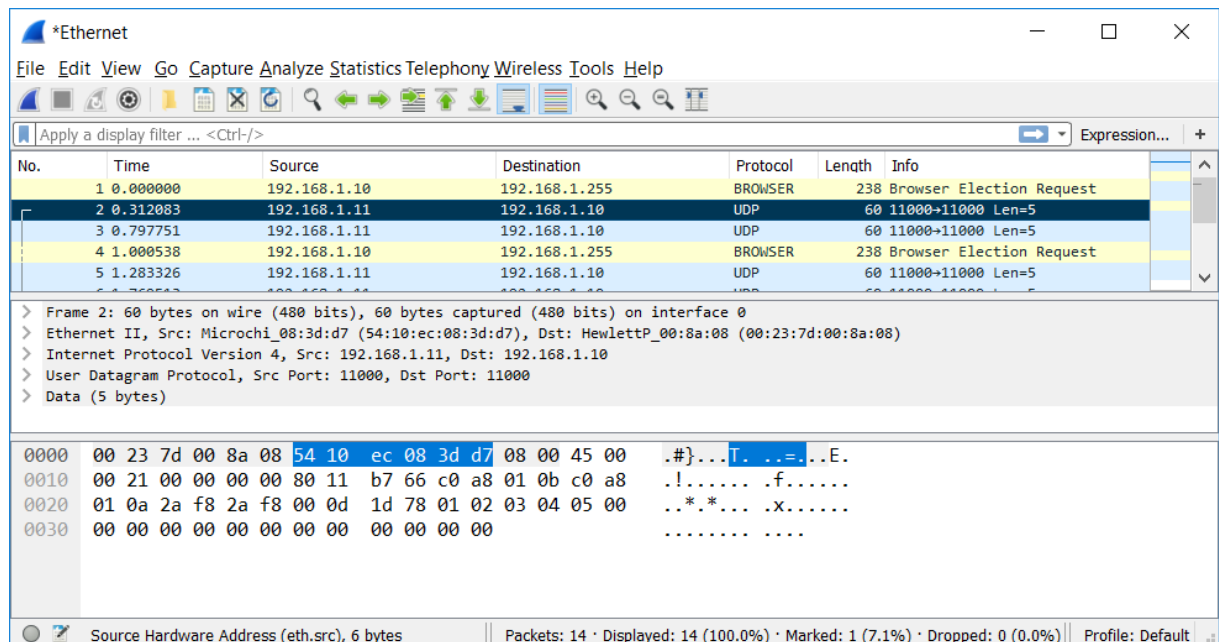 *Ethernet
File Edit View Go Capture Analyze Statistics Telephony Wireless Tools Help
Apply a display filter ... <Ctrl-/> Expression... +
No. Time Source Destination Protocol Length Info
1 0.000000 192.168.1.10 192.168.1.255 BROWSER 238 Browser Election Request
2 0.312083 192.168.1.11 192.168.1.10 UDP 60 11000→11000 Len=5
3 0.797751 192.168.1.11 192.168.1.10 UDP 60 11000→11000 Len=5
4 1.000538 192.168.1.10 192.168.1.255 BROWSER 238 Browser Election Request
5 1.283326 192.168.1.11 192.168.1.10 UDP 60 11000→11000 Len=5
> Frame 2: 60 bytes on wire (480 bits), 60 bytes captured (480 bits) on interface 0
> Ethernet II, Src: Microchi_08:3d:d7 (54:10:ec:08:3d:d7), Dst: HewlettP_00:8a:08 (00:23:7d:00:8a:08)
> Internet Protocol Version 4, Src: 192.168.1.11, Dst: 192.168.1.10
> User Datagram Protocol, Src Port: 11000, Dst Port: 11000
> Data (5 bytes)
0000 00 23 7d 00 8a 08 54 10 ec 08 3d d7 08 00 45 00 .#}...T. ..=...E.
0010 00 21 00 00 00 00 80 11 b7 66 c0 a8 01 0b c0 a8 .!...... .f......
0020 01 0a 2a f8 2a f8 00 0d 1d 78 01 02 03 04 05 00 ..*.*... .x......
0030 00 00 00 00 00 00 00 00 00 00 00 00 ........ ....
Source Hardware Address (eth.src), 6 bytes Packets: 14 · Displayed: 14 (100.0%) · Marked: 1 (7.1%) · Dropped: 0 (0.0%) Profile: Default